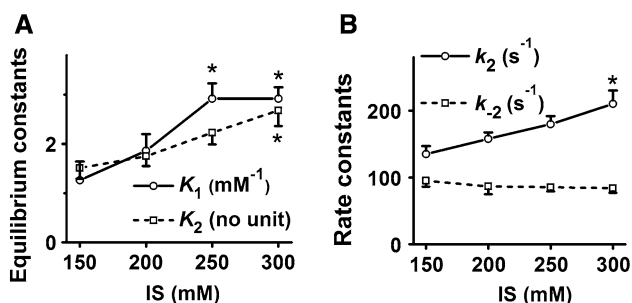 A
Equilibrium constants
2
0
*
*
*
K1 (mM-1)
K2 (no unit)
150 200 250 300
IS (mM)
B
Rate constants
200
100
0
k2 (s-1)
k-2 (s-1)
*
150 200 250 300
IS (mM)